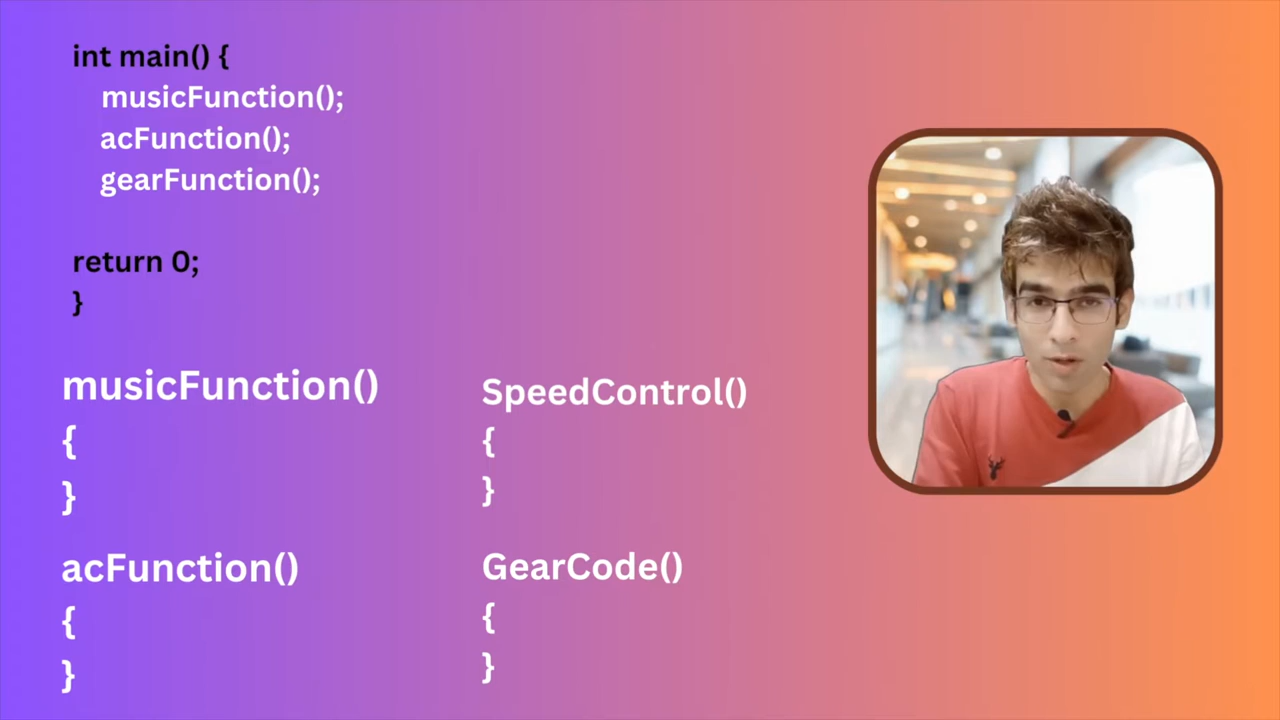 int main() {
musicFunction();
acFunction();
gearFunction();
return 0;
}
musicFunction()
{
}
acFunction()
{
}
SpeedControl()
{
}
GearCode()
{
}